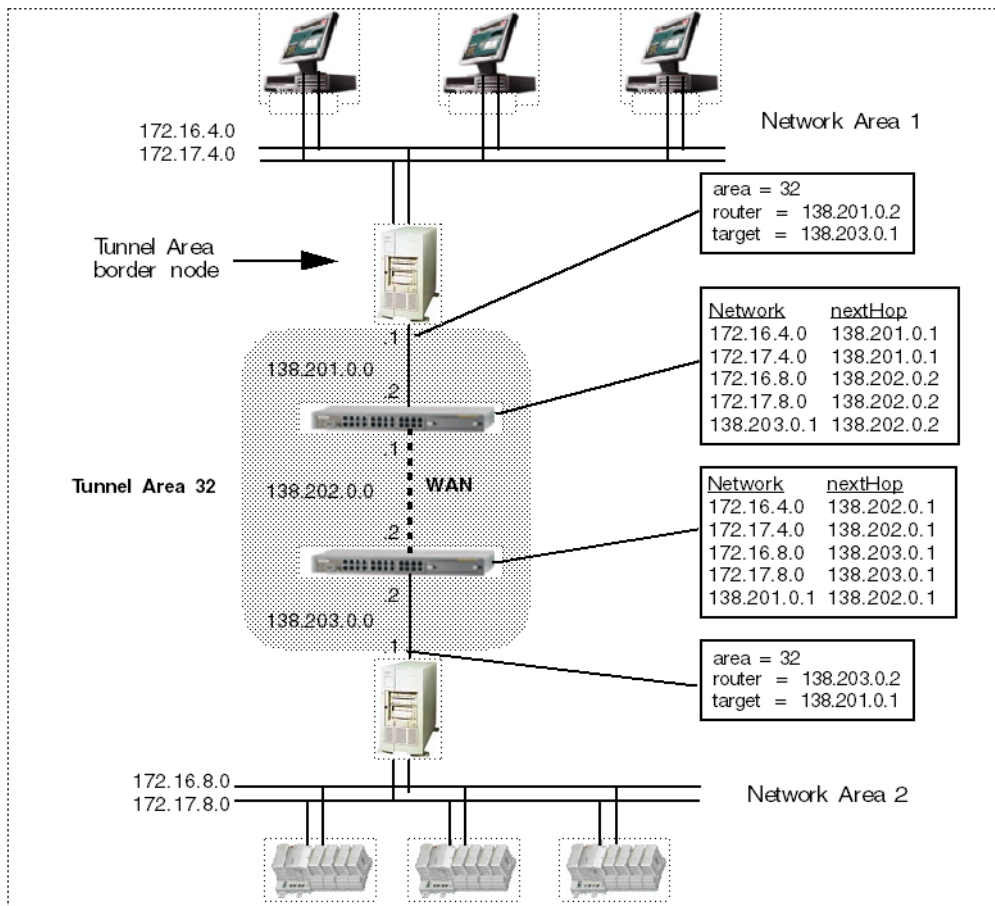 172.16.4.0
172.17.4.0
Network Area 1
area = 32
router = 138.201.0.2
target = 138.203.0.1
Tunnel Area
border node
.1
138.201.0.0
.2
Network nextHop
172.16.4.0 138.201.0.1
172.17.4.0 138.201.0.1
172.16.8.0 138.202.0.2
172.17.8.0 138.202.0.2
138.203.0.1 138.202.0.2
.1
Tunnel Area 32
138.202.0.0
WAN
.2
Network nextHop
172.16.4.0 138.202.0.1
172.17.4.0 138.202.0.1
172.16.8.0 138.203.0.1
172.17.8.0 138.203.0.1
138.201.0.1 138.202.0.1
.2
138.203.0.0
.1
area = 32
router = 138.203.0.2
target = 138.201.0.1
172.16.8.0
172.17.8.0
Network Area 2